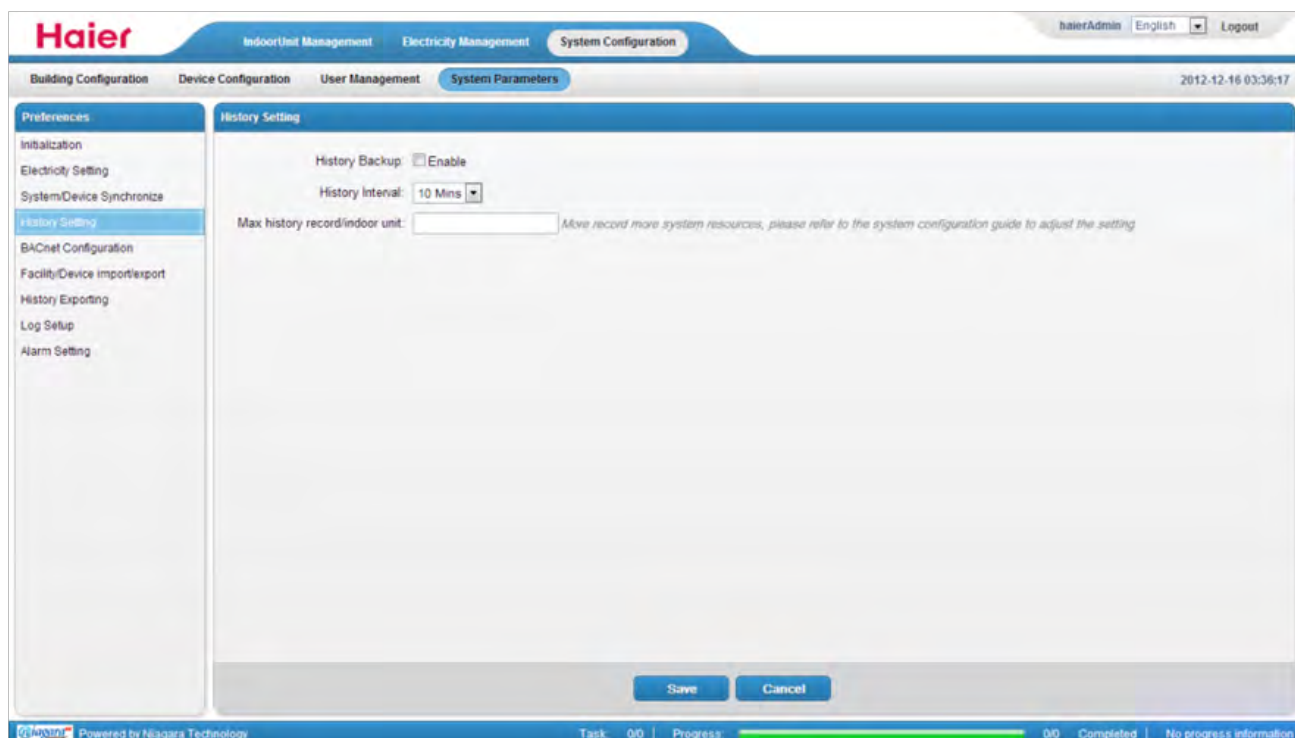 Haier
IndoorUnit Management Electricity Management System Configuration
haierAdmin English Logout
Building Configuration Device Configuration User Management System Parameters
2012-12-16 03:36:17
Preferences
Initialization
Electricity Setting
System/Device Synchronize
History Setting
BACnet Configuration
Facility/Device import/export
History Exporting
Log Setup
Alarm Setting
History Setting
History Backup: Enable
History Interval: 10 Mins
Max history record/indoor unit: Move record more system resources, please refer to the system configuration guide to adjust the setting
Save Cancel
Powered by Niagara Technology
Task: 0/0 | Progress: 0/0 Completed | No progress information